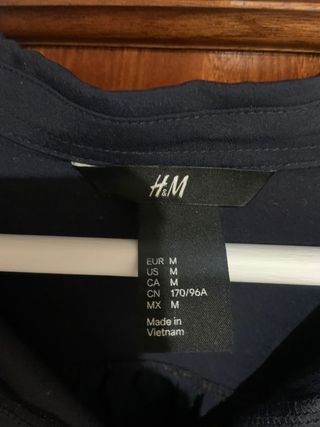 H&M
EUR M
US M
CA M
CN 170/96A
MX M
Made in
Vietnam